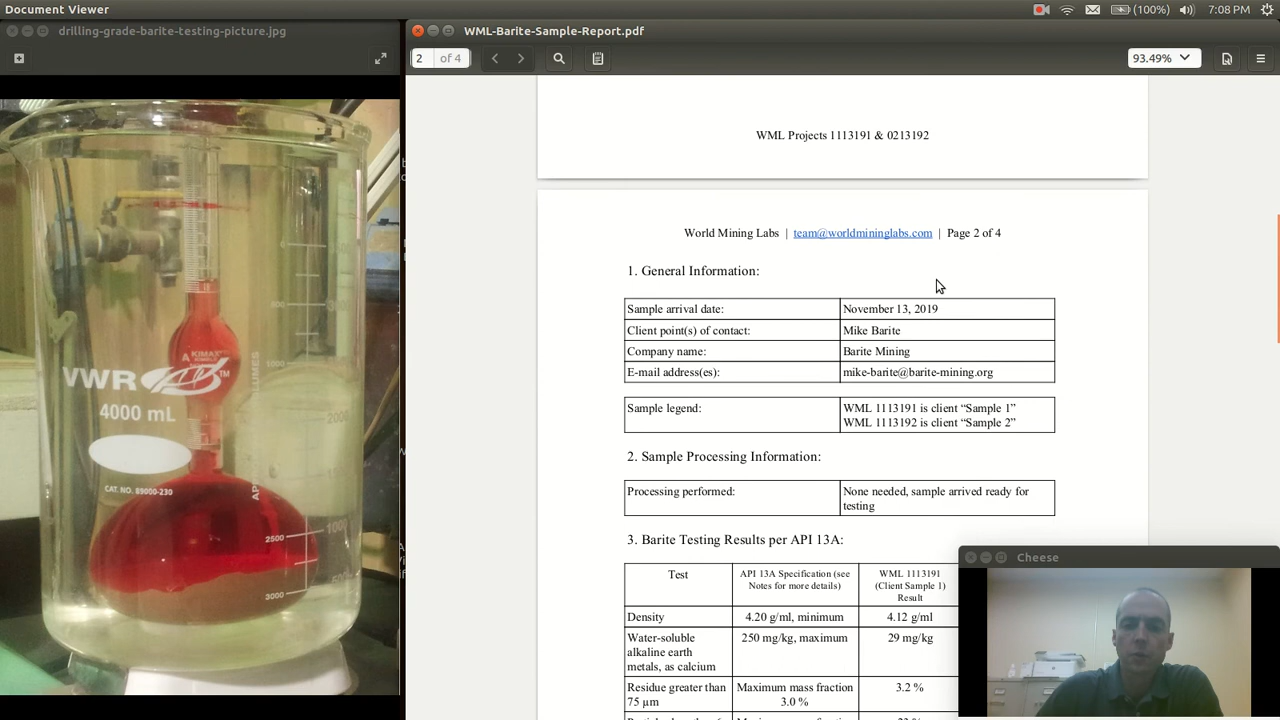 Document Viewer
(100%)
7:08 PM
drilling-grade-barite-testing-picture.jpg
WML-Barite-Sample-Report.pdf
2 of 4
93.49%
A KIMAX
VWR
TM
4000 mL
CAT. NO. 89000-230
800
1000
2000
2500
1000
3000
WML Projects 1113191 & 0213192
World Mining Labs | team@worldmininglabs.com | Page 2 of 4
1. General Information:
Sample arrival date: November 13, 2019
Client point(s) of contact: Mike Barite
Company name: Barite Mining
E-mail address(es): mike-barite@barite-mining.org
Sample legend: WML 1113191 is client “Sample 1”
WML 1113192 is client “Sample 2”
2. Sample Processing Information:
Processing performed: None needed, sample arrived ready for
testing
3. Barite Testing Results per API 13A:
Test API 13A Specification (see WML 1113191
Notes for more details) (Client Sample 1)
Result
Density 4.20 g/ml, minimum 4.12 g/ml
Water-soluble 250 mg/kg, maximum 29 mg/kg
alkaline earth
metals, as calcium
Residue greater than Maximum mass fraction 3.2 %
75 µm 3.0 %
Cheese